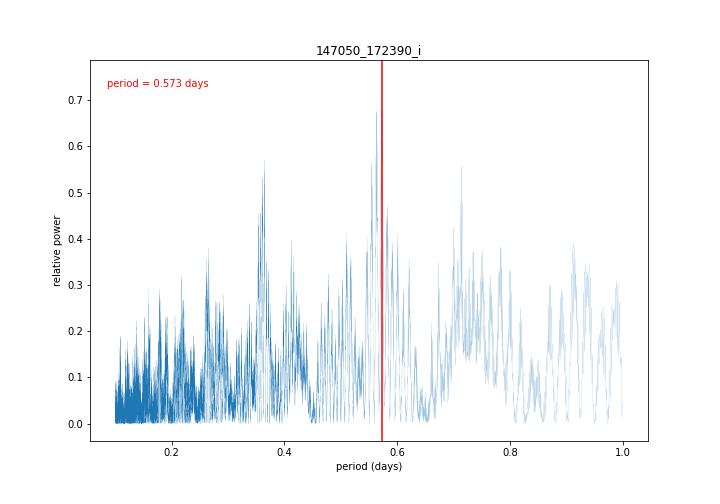 147050_172390_i
period = 0.573 days
relative power
0.7
0.6
0.5
0.4
0.3
0.2
0.1
0.0
0.2 0.4 0.6 0.8 1.0
period (days)